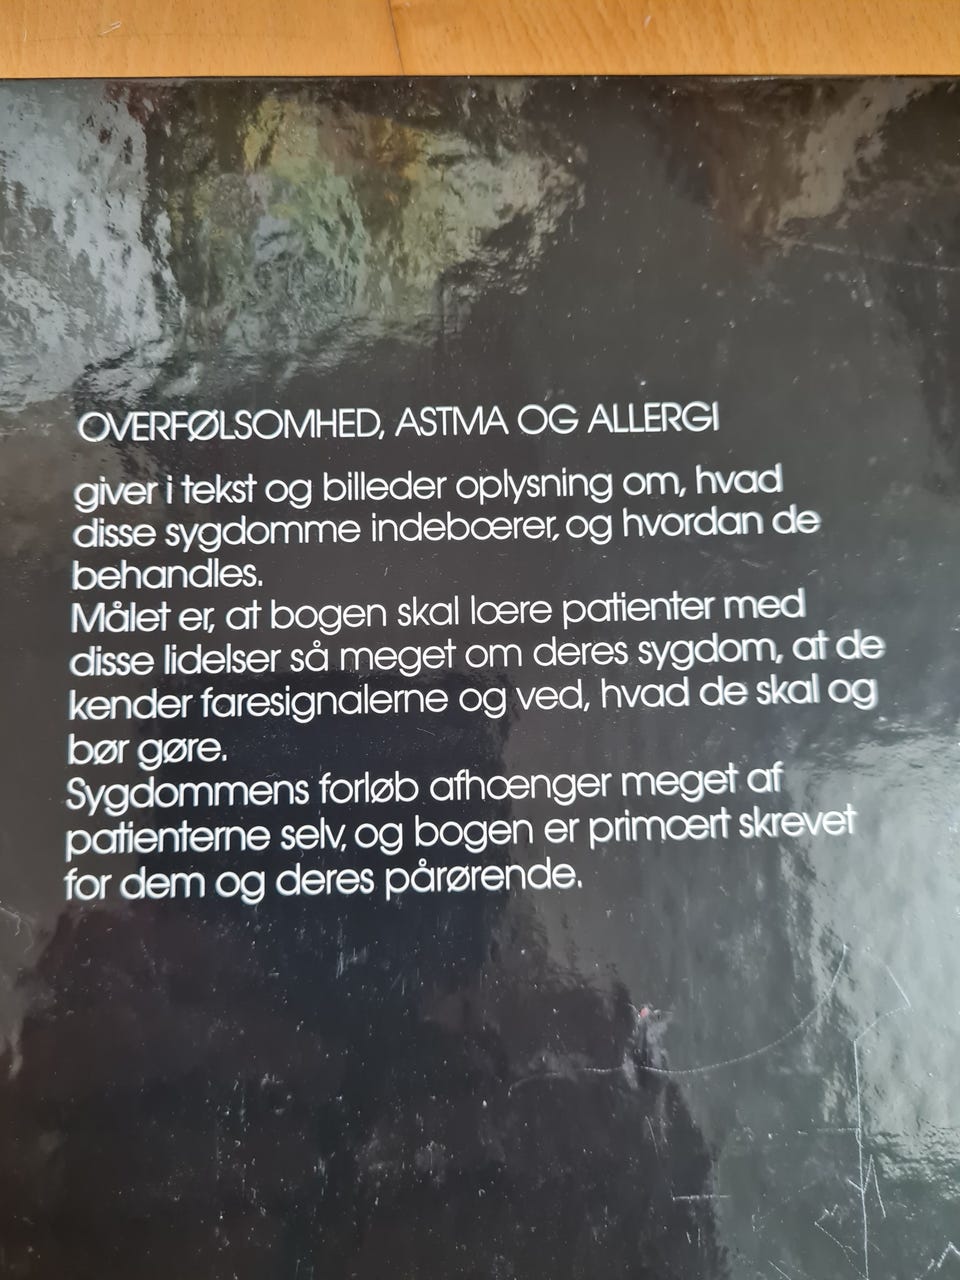 OVERFØLSOMHED, ASTMA OG ALLERGI
giver i tekst og billeder oplysning om, hvad
disse sygdomme indebærer, og hvordan de
behandles.
Målet er, at bogen skal lære patienter med
disse lidelser så meget om deres sygdom, at de
kender faresignalerne og ved, hvad de skal og
bør gøre.
Sygdommens forløb afhænger meget af
patienterne selv, og bogen er primært skrevet
for dem og deres pårørende.